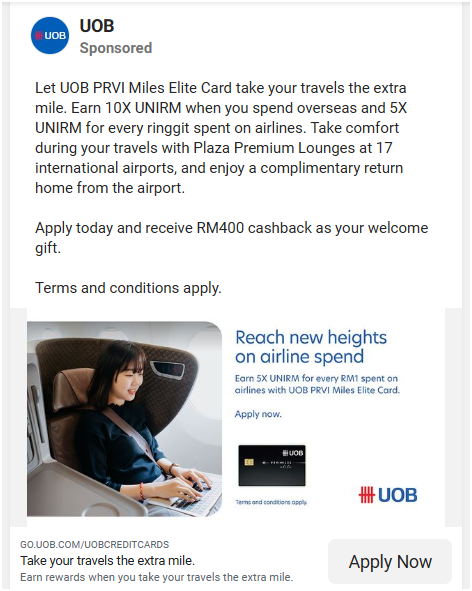 UOB
UOB
Sponsored
Let UOB PRVI Miles Elite Card take your travels the extra
mile. Earn 10X UNIRM when you spend overseas and 5X
UNIRM for every ringgit spent on airlines. Take comfort
during your travels with Plaza Premium Lounges at 17
international airports, and enjoy a complimentary return
home from the airport.
Apply today and receive RM400 cashback as your welcome
gift.
Terms and conditions apply.
Reach new heights
on airline spend
Earn 5X UNIRM for every RM1 spent on
airlines with UOB PRVI Miles Elite Card.
Apply now.
UOB
Terms and conditions apply.
UOB
GO.UOB.COM/UOBCREDITCARDS
Take your travels the extra mile.
Earn rewards when you take your travels the extra mile.
Apply Now